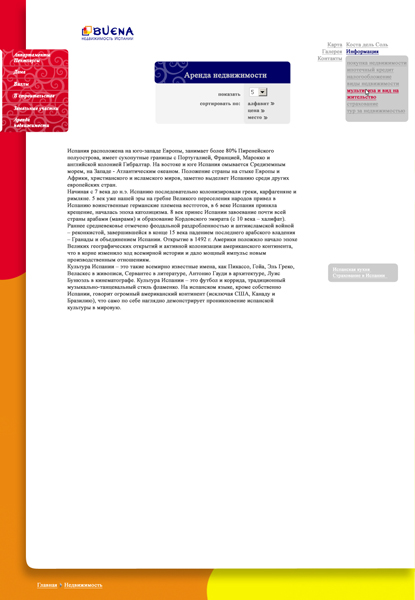 BUENA
НЕДВИЖИМОСТЬ ИСПАНИИ
Карта
Галерея
Контакты
Коста дель Соль
Информация
покупка недвижимости
ипотечный кредит
налогообложение
виды недвижимости
мультивиза и вид на
жительство
страхование
тур за недвижимостью
Апартаменты
Пентхаусы
Дома
Виллы
В строительстве
Земельные участки
Аренда
недвижимости
Аренда недвижимости
показать 5
сортировать по: алфавит
цена
место
Испания расположена на юго-западе Европы, занимает более 80% Пиренейского
полуострова, имеет сухопутные границы с Португалией, Францией, Марокко и
английской колонией Гибралтар. На востоке и юге Испания омывается Средиземным
морем, на Западе - Атлантическим океаном. Положение страны на стыке Европы и
Африки, христианского и исламского миров, заметно выделяет Испанию среди других
европейских стран.
Начиная с 7 века до н.э. Испанию последовательно колонизировали греки, карфагеняне и
римляне. 5 век уже нашей эры на гребне Великого переселения народов привел в
Испанию воинственные германские племена вестготов, в 6 веке Испания приняла
крещение, началась эпоха католицизма. 8 век принес Испании завоевание почти всей
страны арабами (маврами) и образование Кордовского эмирата (с 10 века – халифат).
Раннее средневековье отмечено феодальной раздробленностью и антиисламской войной
– реконкистой, завершившейся в конце 15 века падением последнего арабского владения
– Гранады и объединением Испании. Открытие в 1492 г. Америки положило начало эпохе
Великих географических открытий и активной колонизации американского континента,
что в корне изменило ход всемирной истории и дало мощный импульс новым
производственным отношениям.
Культура Испании – это такие всемирно известные имена, как Пикассо, Гойа, Эль Греко,
Веласкес в живописи, Сервантес в литературе, Антонио Гауди в архитектуре, Луис
Бунюэль в кинематографе. Культура Испании – это футбол и коррида, традиционный
музыкально-танцевальный стиль фламенко. На испанском языке, кроме собственно
Испании, говорит огромный американский континент (исключая США, Канаду и
Бразилию), что само по себе наглядно демонстрирует проникновение испанской
культуры в мировую.
Испанская кухня
Страхование в Испании
Главная > Недвижимость